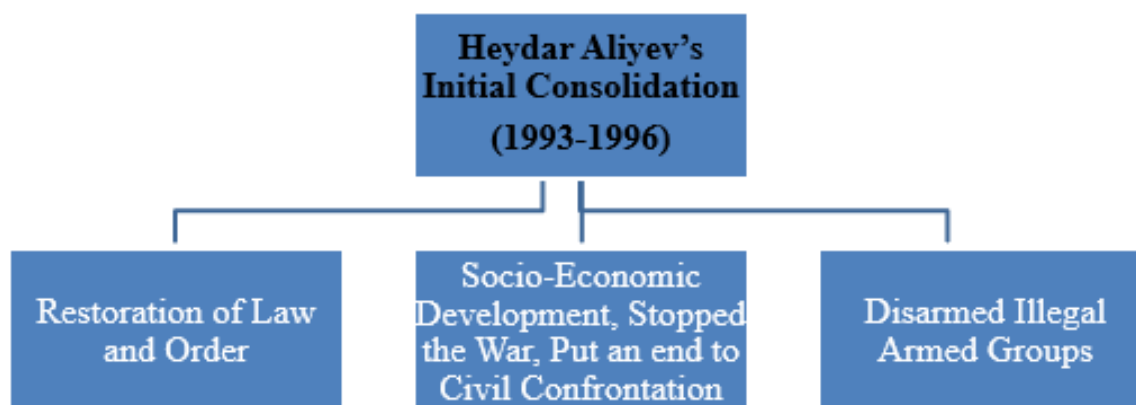 Heydar Aliyev’s
Initial Consolidation
(1993-1996)
Restoration of Law
and Order
Socio-Economic
Development, Stopped
the War, Put an end to
Civil Confrontation
Disarmed Illegal
Armed Groups